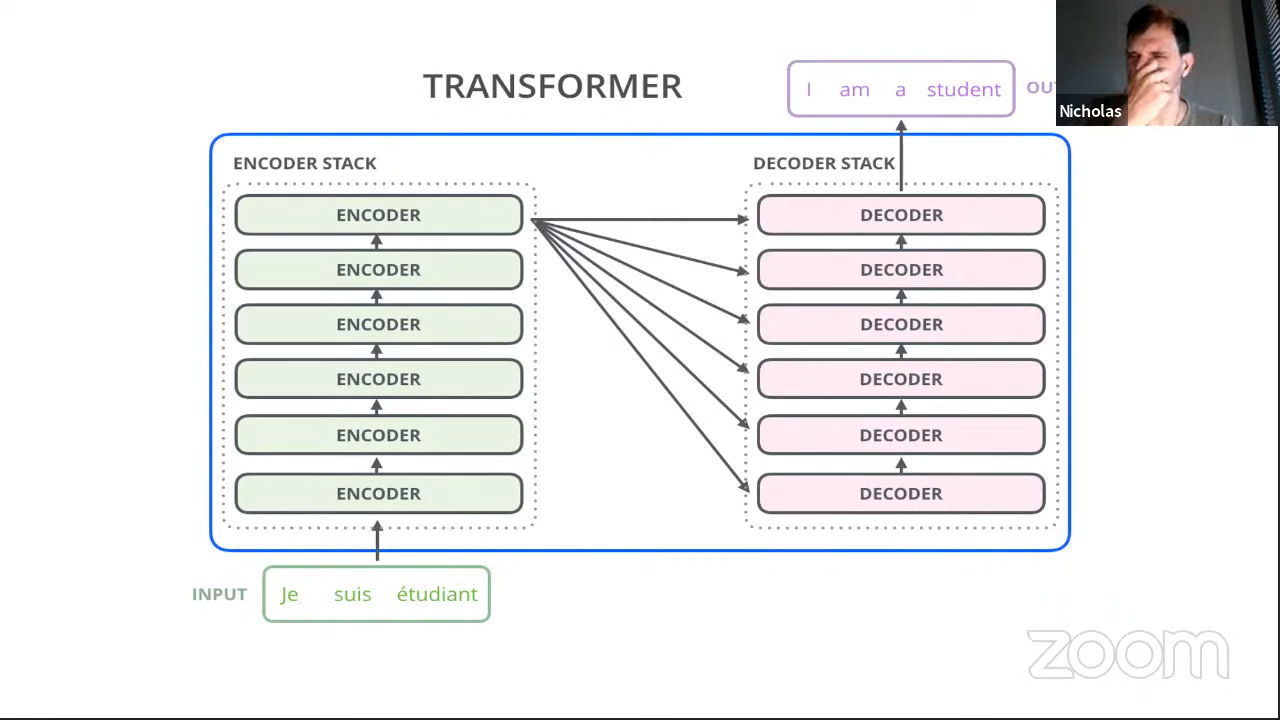 TRANSFORMER
I am a student
OU
Nicholas
ENCODER STACK
DECODER STACK
ENCODER
DECODER
ENCODER
DECODER
ENCODER
DECODER
ENCODER
DECODER
ENCODER
DECODER
ENCODER
DECODER
INPUT
Je suis étudiant
zoom